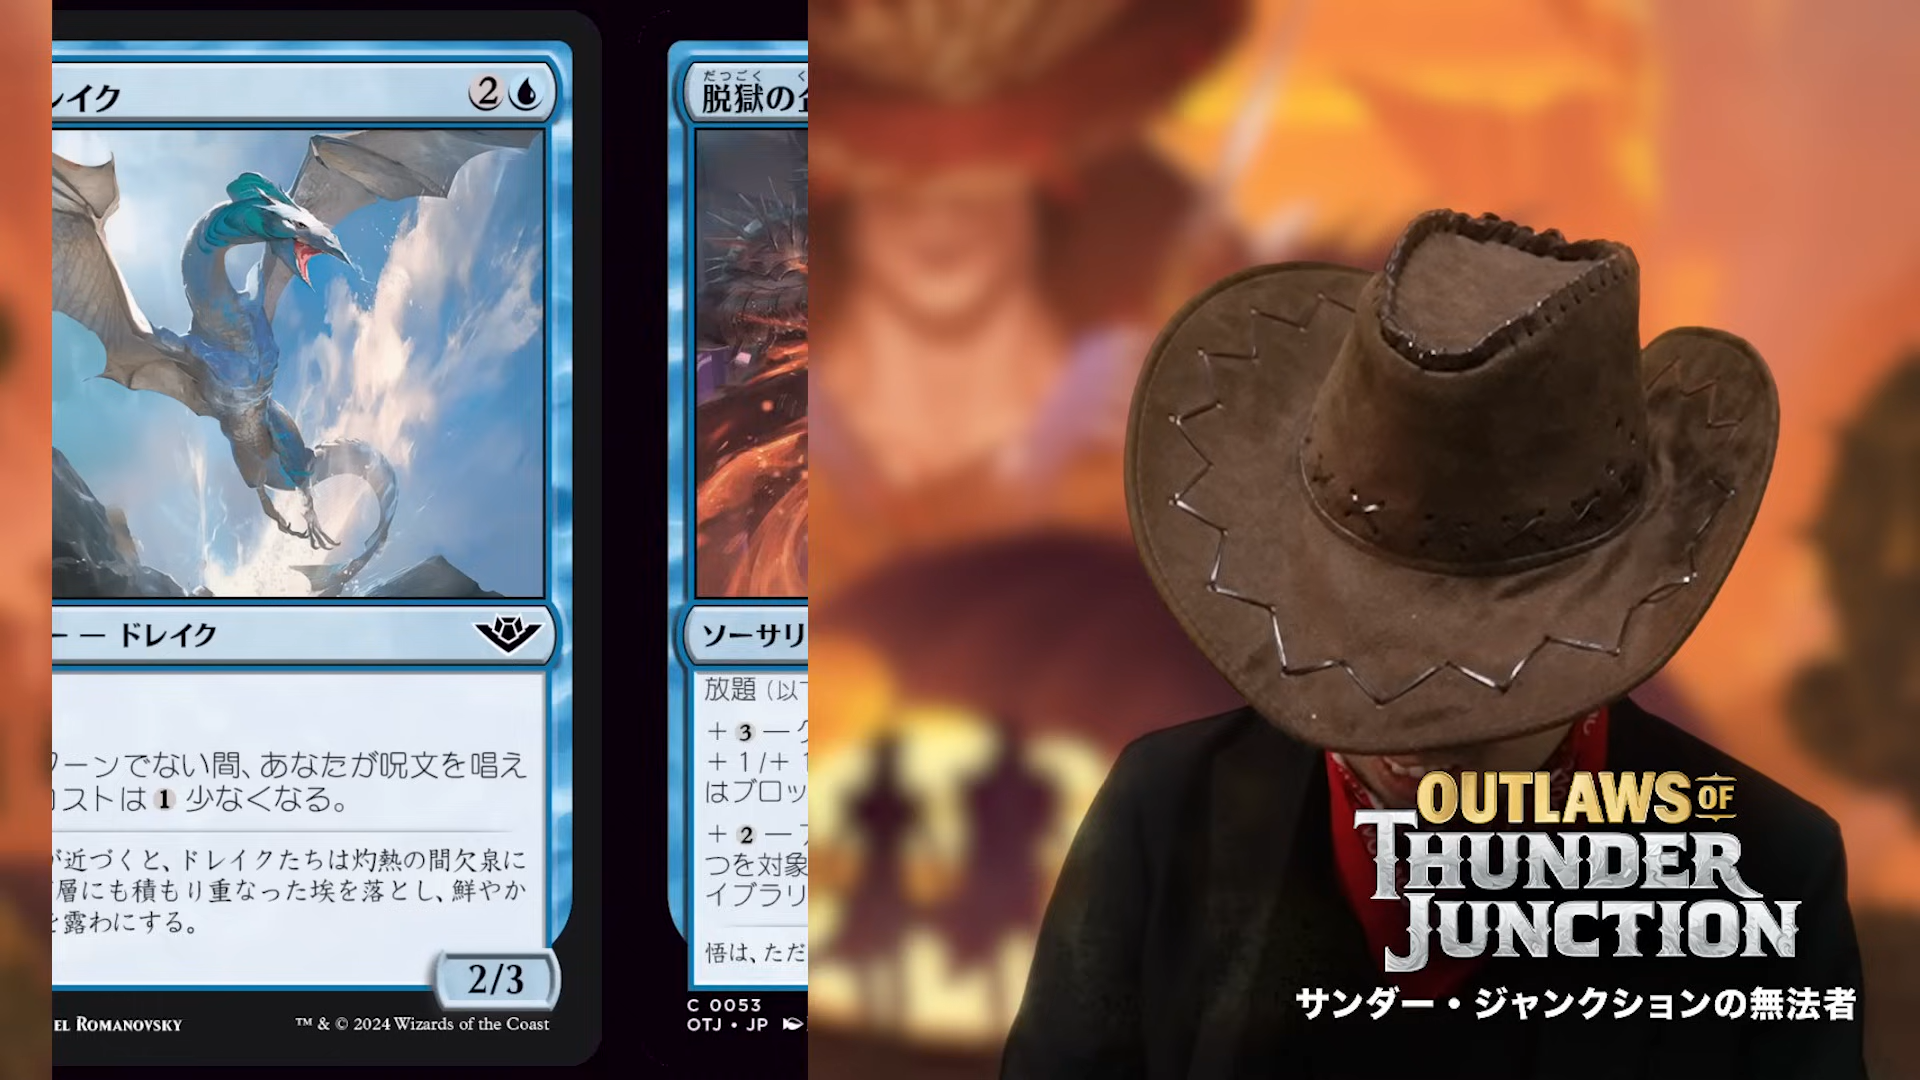 レイク
2
ー — ドレイク
ターンでない間、あなたが呪文を唱え
コストは 1 少なくなる。
が近づくと、ドレイクたちは灼熱の間欠泉に
層にも積もり重なった埃を落とし、鮮やか
を露わにする。
2/3
EL ROMANOVSKY
™ & © 2024 Wizards of the Coast
だつごく く
脱獄の
ソーサリ
放題 (以下
+ 3 —
+1/+1
はブロッ
+ 2 —
つを対象
イブラリ
悟は、ただ
C 0053
OTJ • JP
OUTLAWS OF
THUNDER
JUNCTION
サンダー・ジャンクションの無法者